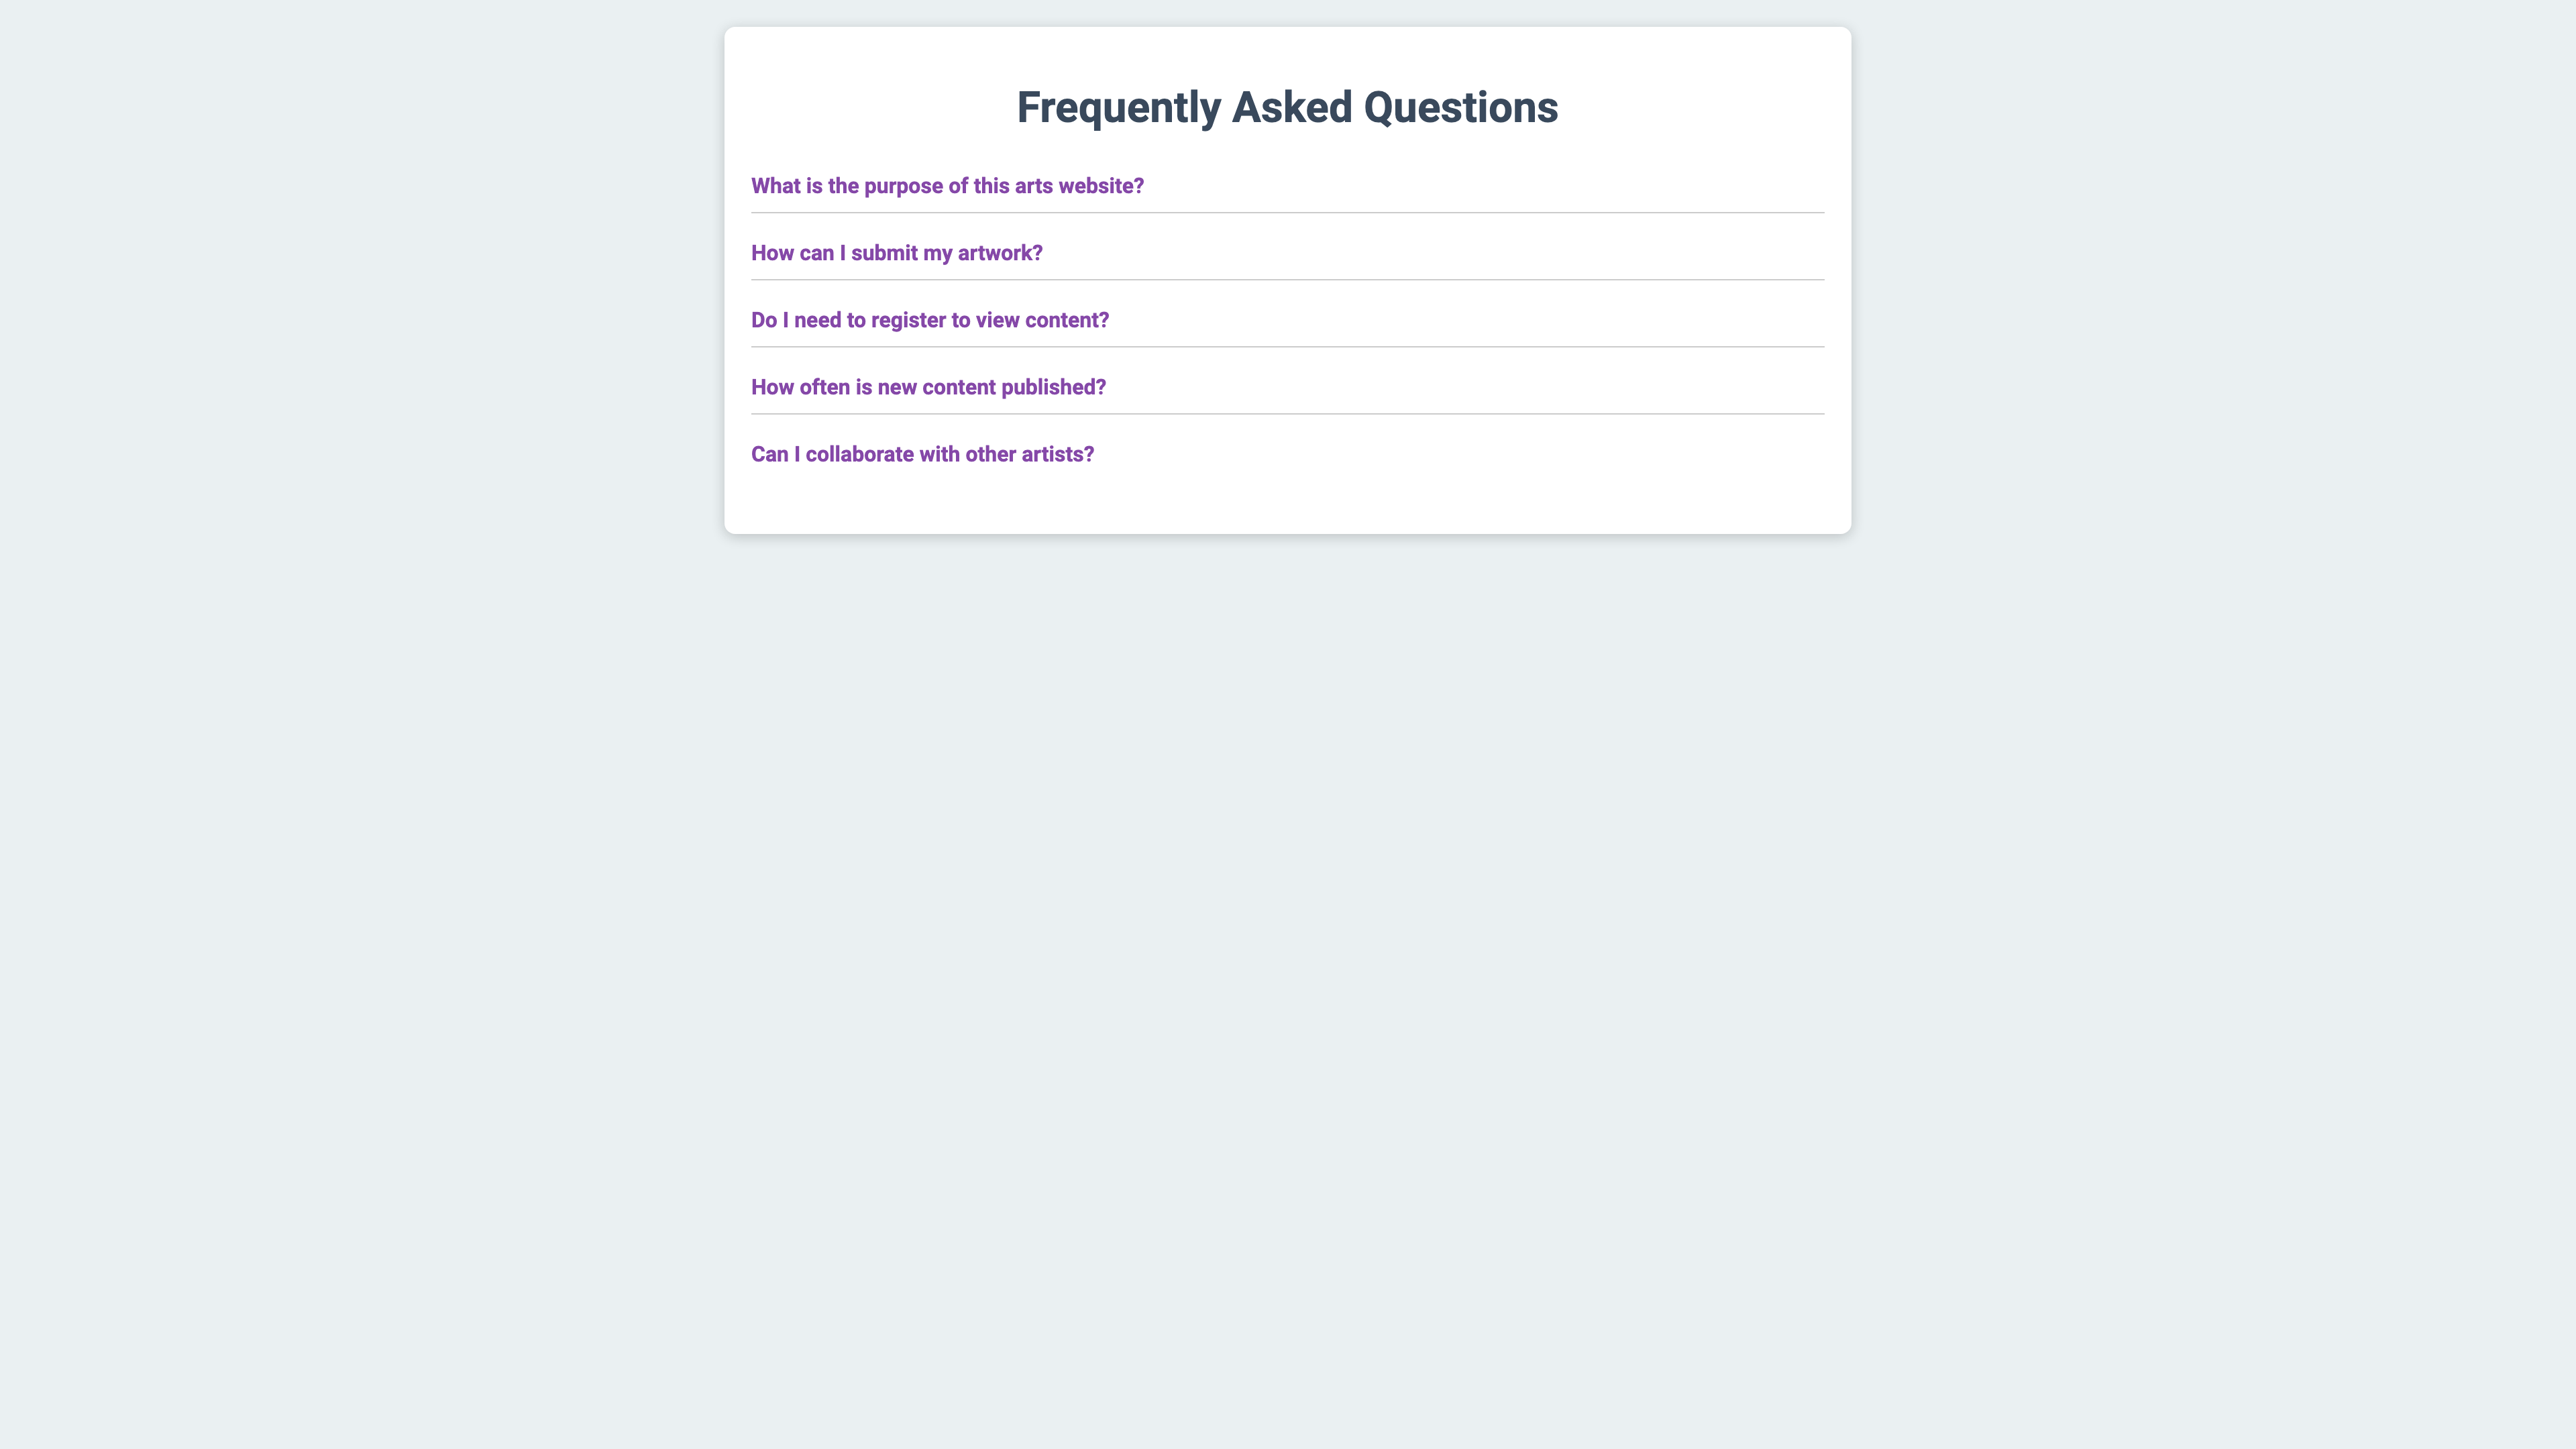 Frequently Asked Questions
What is the purpose of this arts website?
How can I submit my artwork?
Do I need to register to view content?
How often is new content published?
Can I collaborate with other artists?